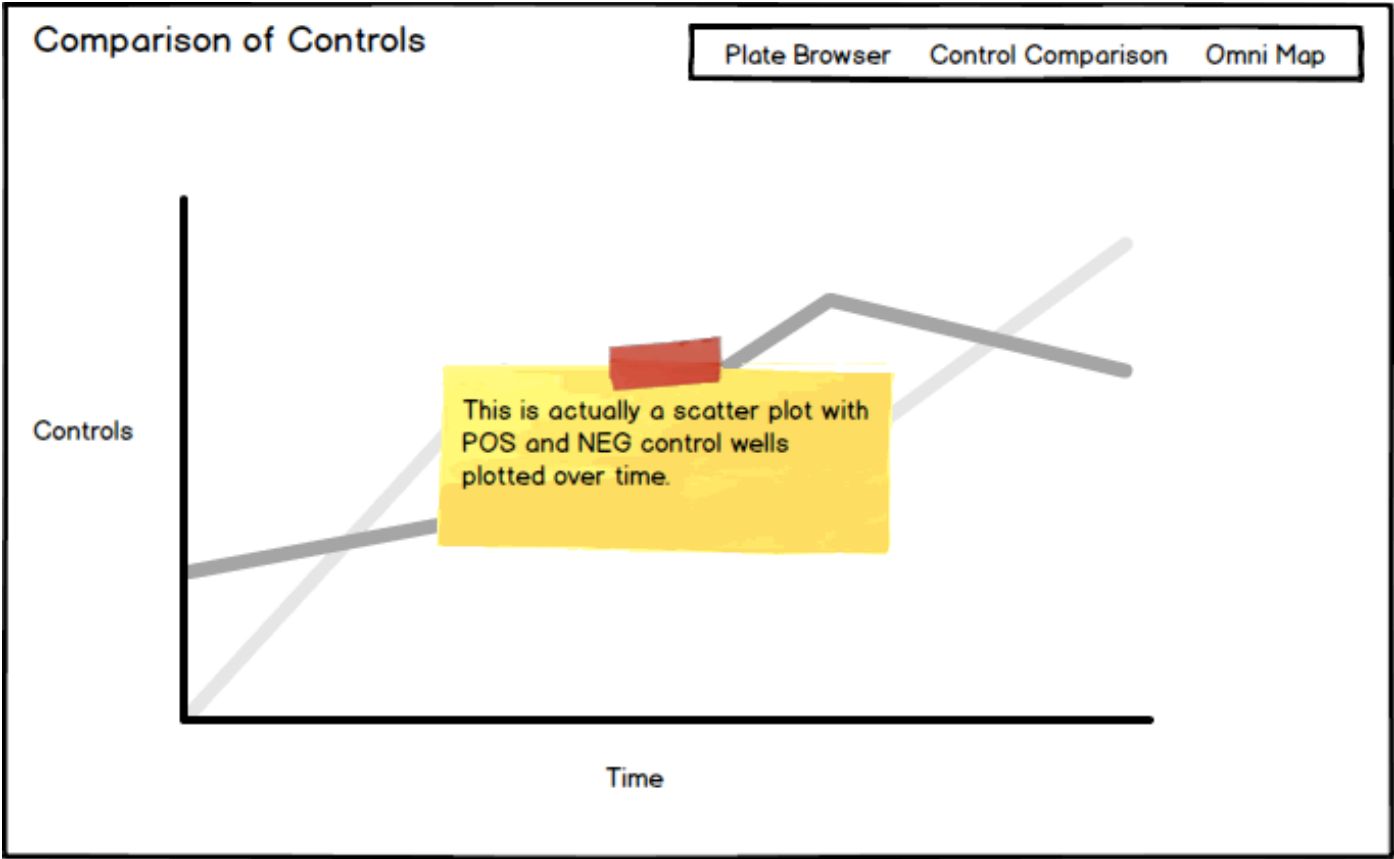 Comparison of Controls
Plate Browser Control Comparison Omni Map
Controls
This is actually a scatter plot with
POS and NEG control wells
plotted over time.
Time